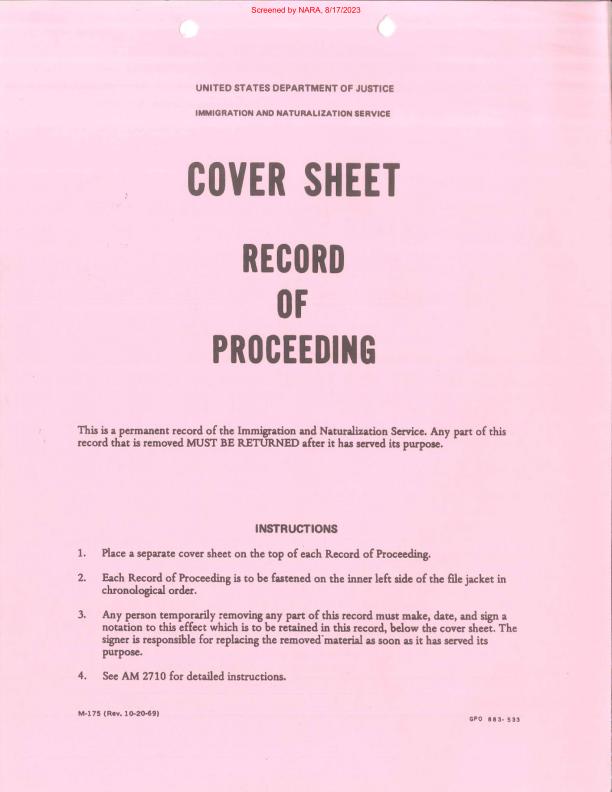 Screened by NARA, 8/17/2023
UNITED STATES DEPARTMENT OF JUSTICE
IMMIGRATION AND NATURALIZATION SERVICE
COVER SHEET
RECORD
OF
PROCEEDING
This is a permanent record of the Immigration and Naturalization Service. Any part of this
record that is removed MUST BE RETURNED after it has served its purpose.
INSTRUCTIONS
1. Place a separate cover sheet on the top of each Record of Proceeding.
2. Each Record of Proceeding is to be fastened on the inner left side of the file jacket in
chronological order.
3. Any person temporarily removing any part of this record must make, date, and sign a
notation to this effect which is to be retained in this record, below the cover sheet. The
signer is responsible for replacing the removed material as soon as it has served its
purpose.
4. See AM 2710 for detailed instructions.
M-175 (Rev. 10-20-69)
GPO 883-533